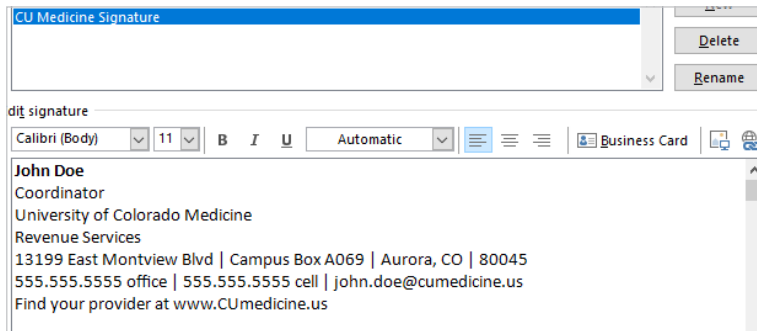 CU Medicine Signature
Delete
Rename
dit signature
Calibri (Body) 11 B I U Automatic Business Card
John Doe
Coordinator
University of Colorado Medicine
Revenue Services
13199 East Montview Blvd | Campus Box A069 | Aurora, CO | 80045
555.555.5555 office | 555.555.5555 cell | john.doe@cumedicine.us
Find your provider at www.CUmedicine.us